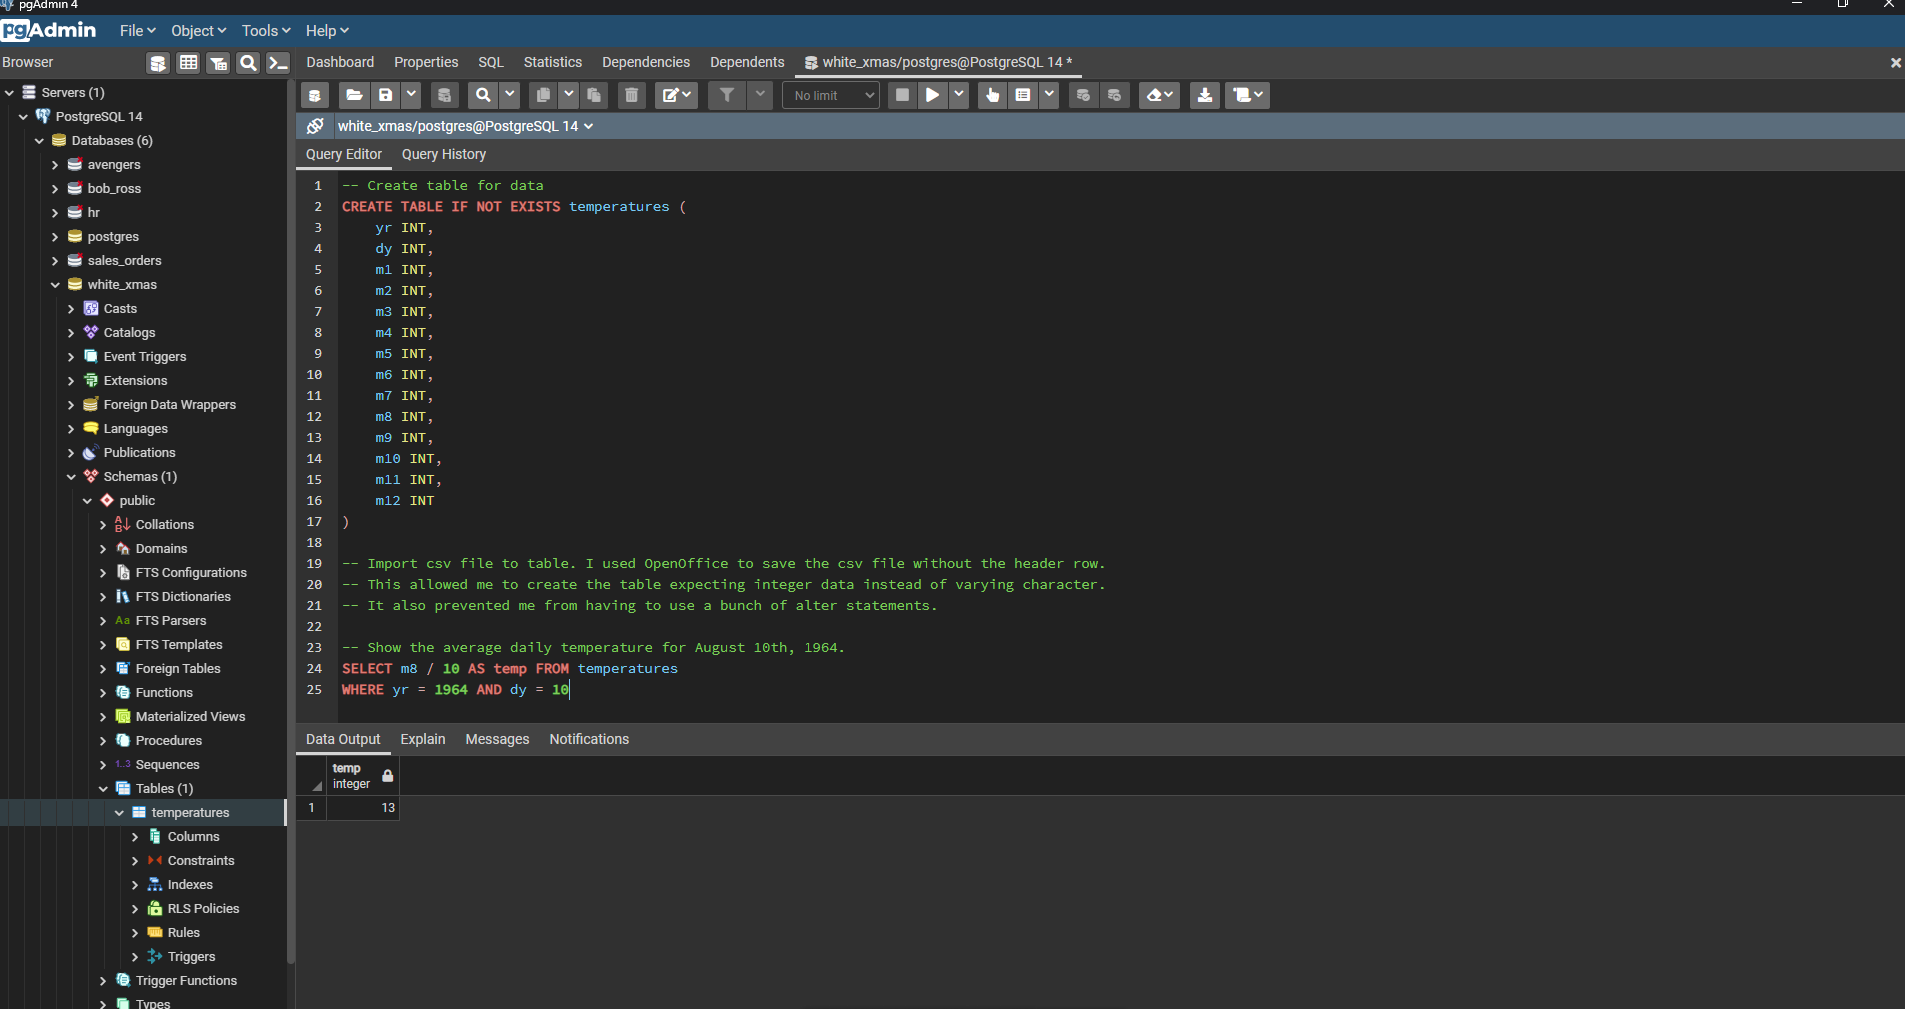 pgAdmin 4
pgAdmin File Object Tools Help
Browser
Dashboard Properties SQL Statistics Dependencies Dependents white_xmas/postgres@PostgreSQL 14 *
No limit
white_xmas/postgres@PostgreSQL 14
Query Editor Query History
Servers (1)
PostgreSQL 14
Databases (6)
avengers
bob_ross
hr
postgres
sales_orders
white_xmas
Casts
Catalogs
Event Triggers
Extensions
Foreign Data Wrappers
Languages
Publications
Schemas (1)
public
Collations
Domains
FTS Configurations
FTS Dictionaries
Aa FTS Parsers
FTS Templates
Foreign Tables
Functions
Materialized Views
Procedures
1..3 Sequences
Tables (1)
temperatures
Columns
Constraints
Indexes
RLS Policies
Rules
Triggers
Trigger Functions
Types
1 -- Create table for data
2 CREATE TABLE IF NOT EXISTS temperatures (
3 yr INT,
4 dy INT,
5 m1 INT,
6 m2 INT,
7 m3 INT,
8 m4 INT,
9 m5 INT,
10 m6 INT,
11 m7 INT,
12 m8 INT,
13 m9 INT,
14 m10 INT,
15 m11 INT,
16 m12 INT
17 )
18
19 -- Import csv file to table. I used OpenOffice to save the csv file without the header row.
20 -- This allowed me to create the table expecting integer data instead of varying character.
21 -- It also prevented me from having to use a bunch of alter statements.
22
23 -- Show the average daily temperature for August 10th, 1964.
24 SELECT m8 / 10 AS temp FROM temperatures
25 WHERE yr = 1964 AND dy = 10
Data Output Explain Messages Notifications
temp
integer
1 13